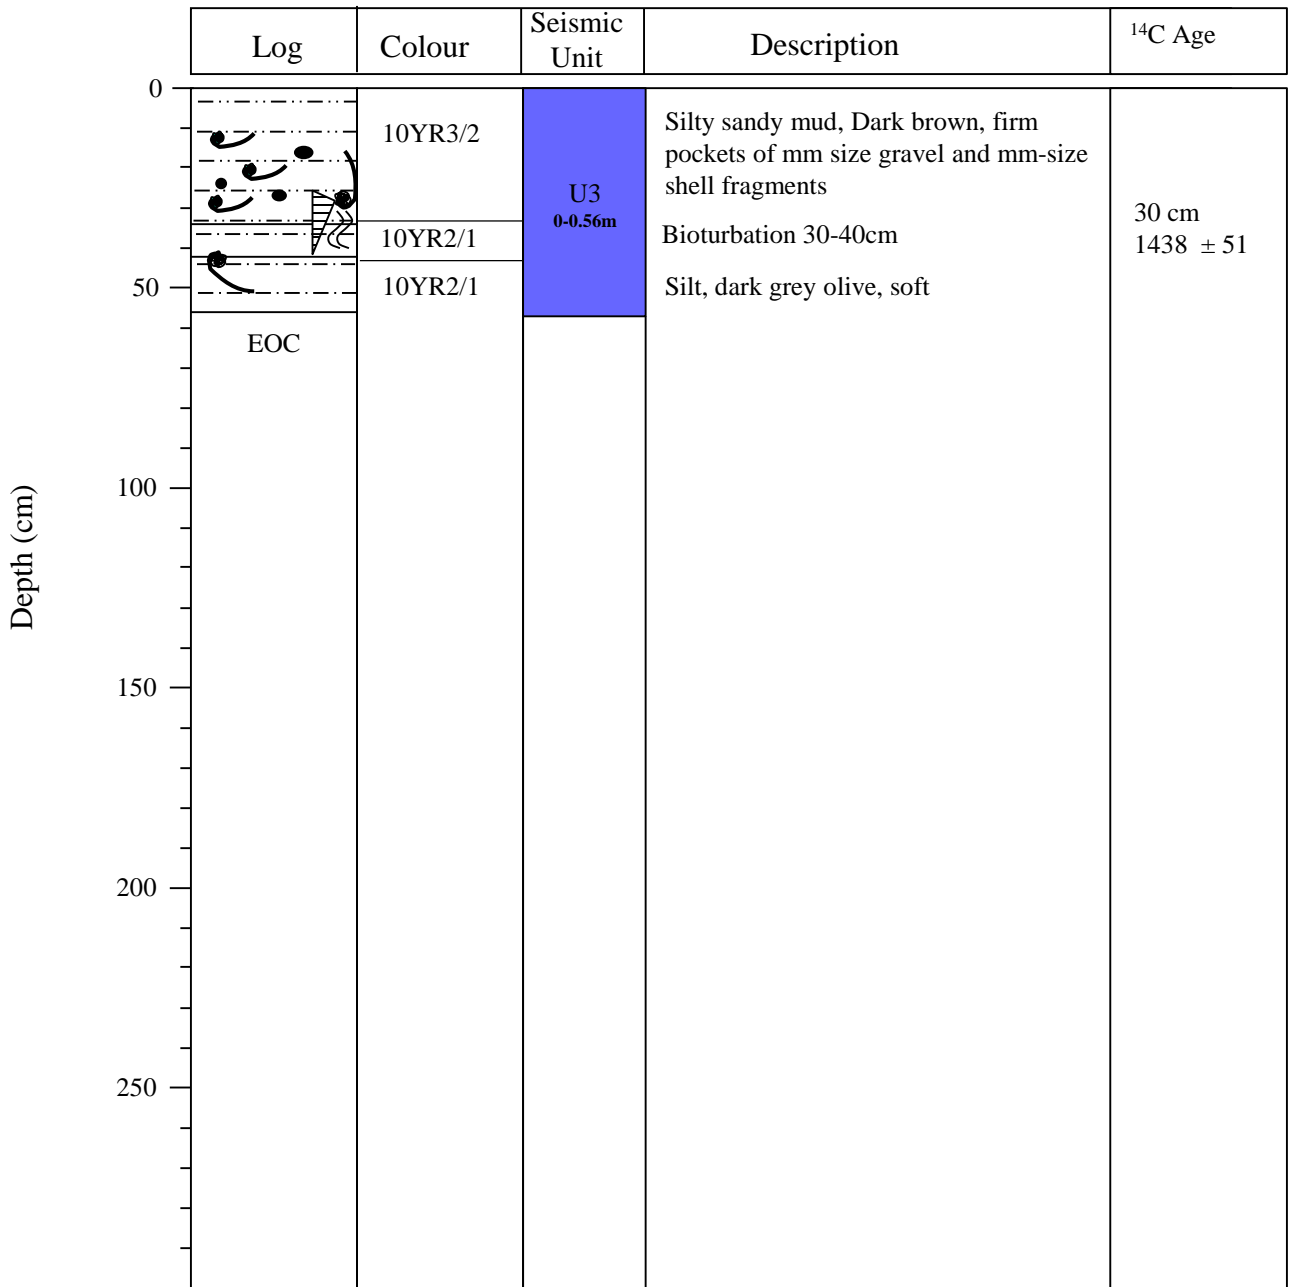 Log
Colour
Seismic
Unit
Description
14C Age
0
10YR3/2
Silty sandy mud, Dark brown, firm
pockets of mm size gravel and mm-size
shell fragments
U3
0-0.56m
30 cm
1438 ± 51
10YR2/1
Bioturbation 30-40cm
50
10YR2/1
Silt, dark grey olive, soft
EOC
100
Depth (cm)
150
200
250